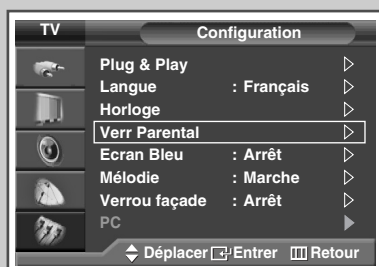 TV Configuration
Plug & Play
Langue : Français
Horloge
Verr Parental
Ecran Bleu : Arrêt
Mélodie : Marche
Verrou façade : Arrêt
PC
Déplacer Entrer Retour